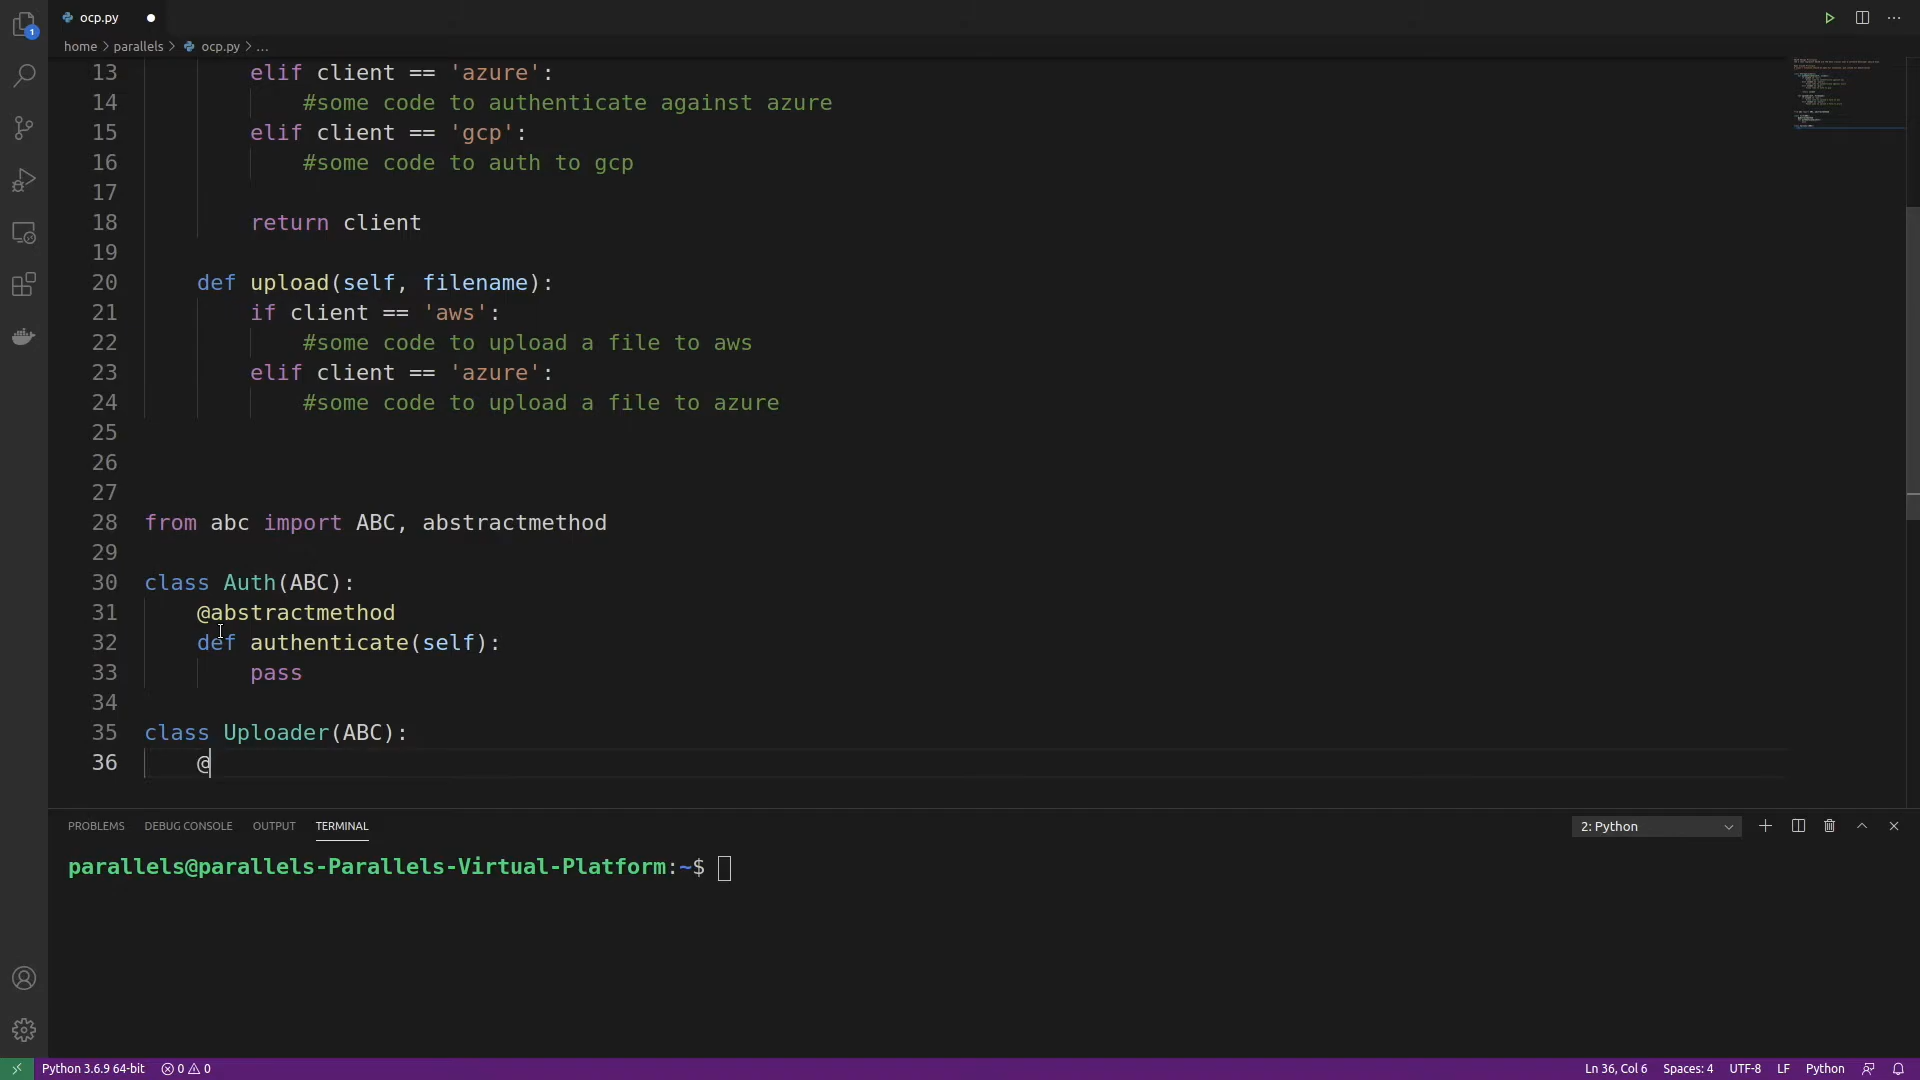 ocp.py
1
home parallels ocp.py ...
13 elif client == 'azure':
14 #some code to authenticate against azure
15 elif client == 'gcp':
16 #some code to auth to gcp
17
18 return client
19
20 def upload(self, filename):
21 if client == 'aws':
22 #some code to upload a file to aws
23 elif client == 'azure':
24 #some code to upload a file to azure
25
26
27
28 from abc import ABC, abstractmethod
29
30 class Auth(ABC):
31 @abstractmethod
32 def authenticate(self):
33 pass
34
35 class Uploader(ABC):
36 @
PROBLEMS DEBUG CONSOLE OUTPUT TERMINAL 2: Python
parallels@parallels-Parallels-Virtual-Platform:~$
Python 3.6.9 64-bit 0 0 Ln 36, Col 6 Spaces: 4 UTF-8 LF Python